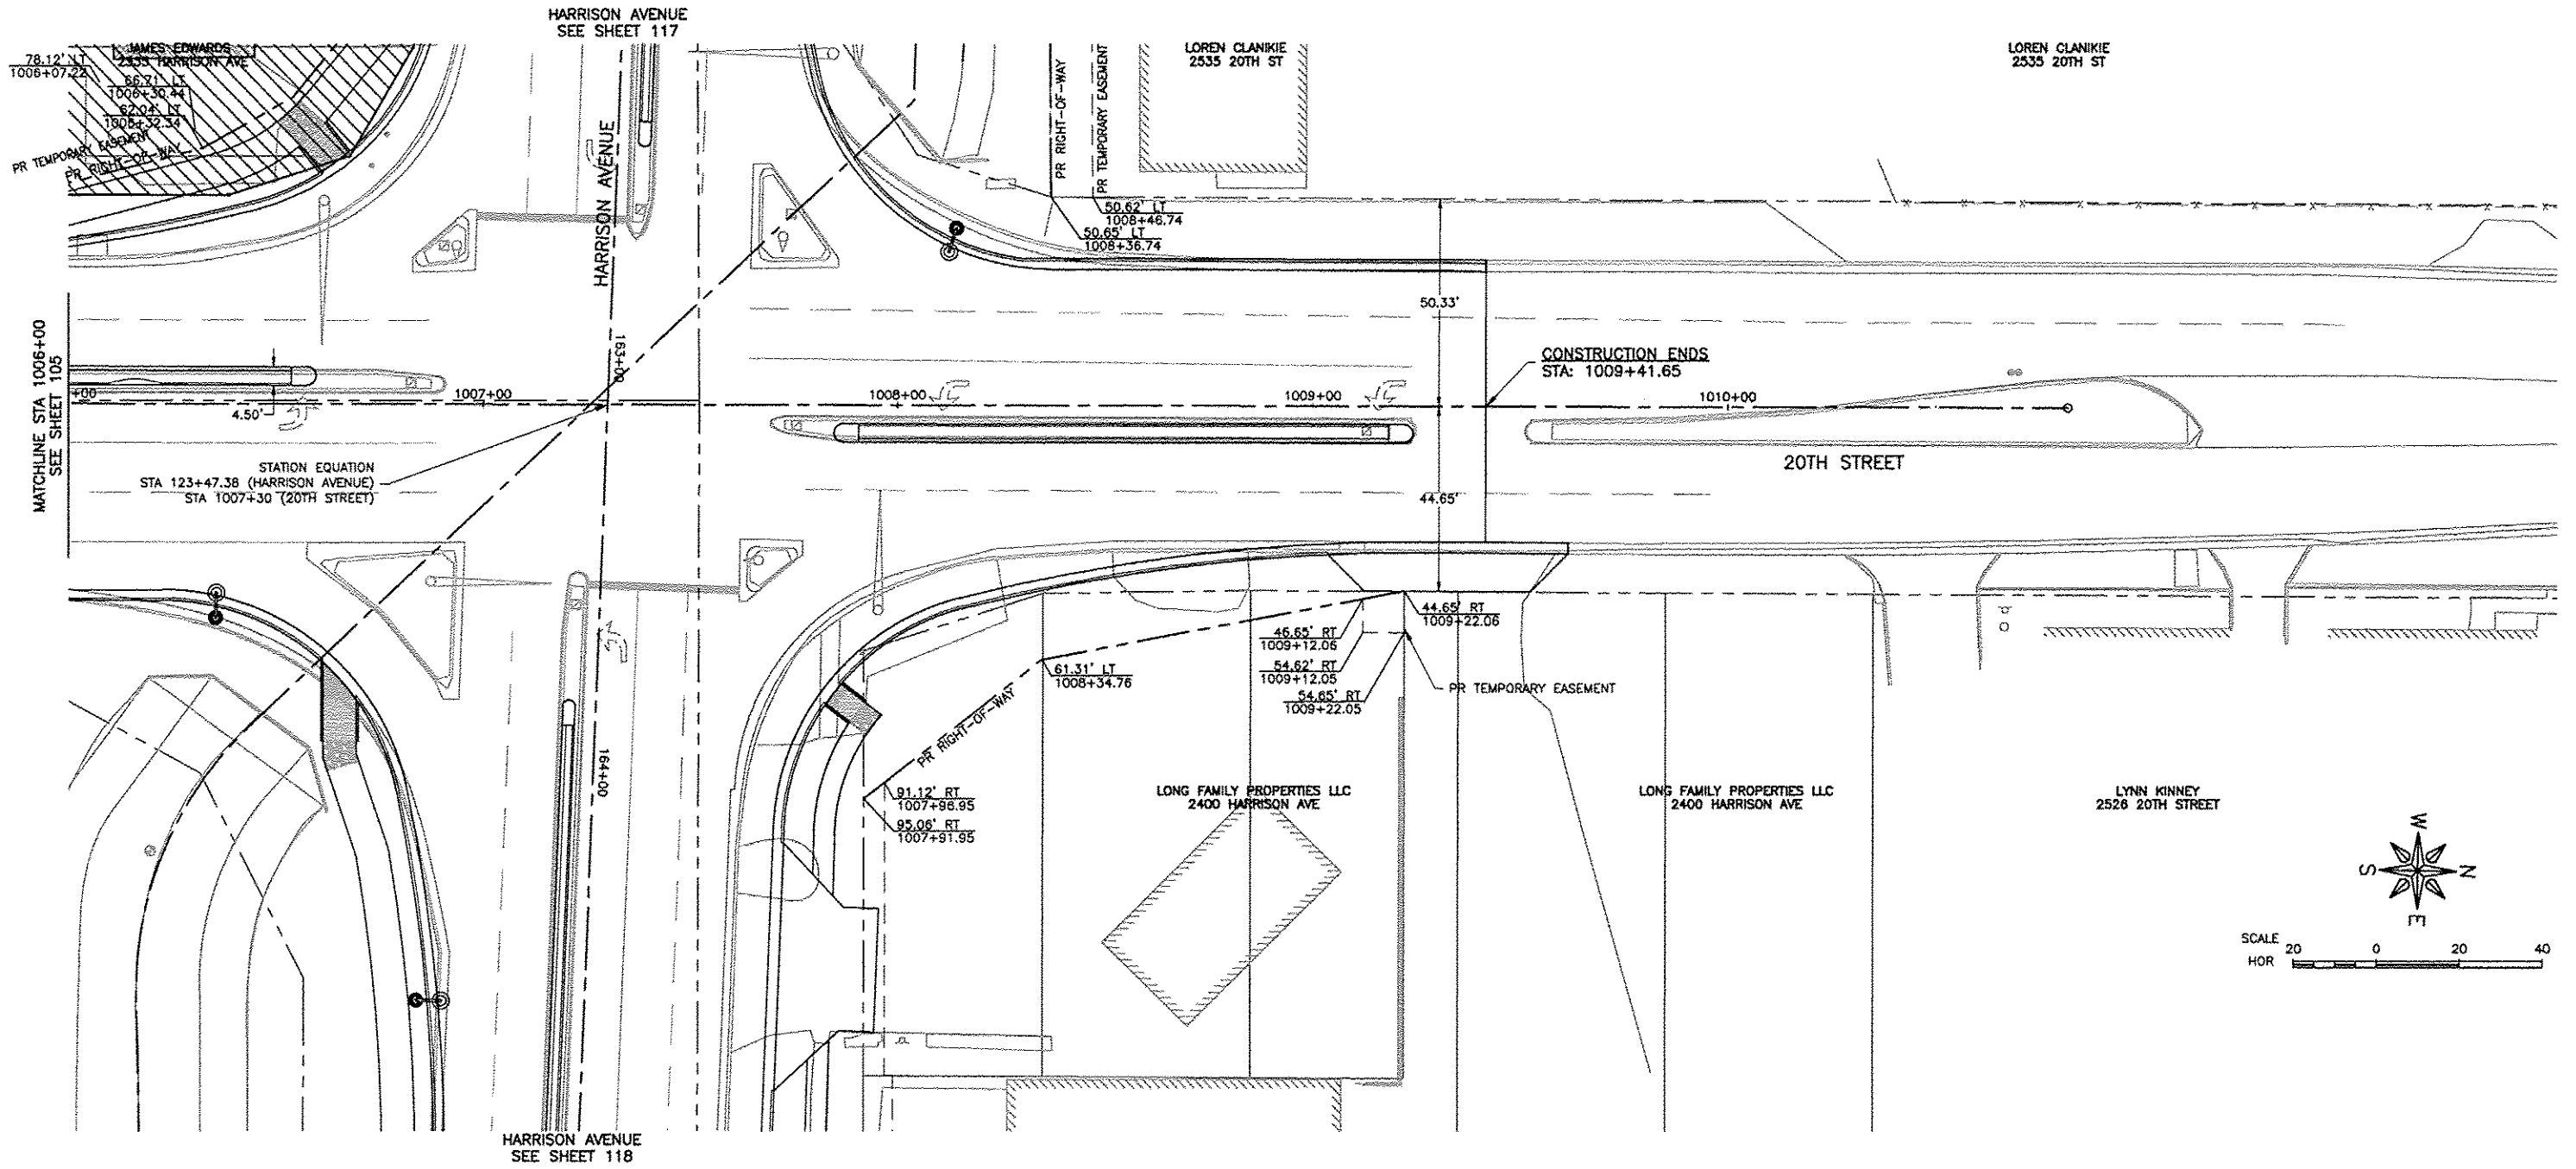 HARRISON AVENUE
SEE SHEET 117
JAMES EDWARDS
2333 HARRISON AVE
78.12' LT
1006+07.22
66.71' LT
1006+30.44
62.04' LT
1006+32.34
PR TEMPORARY EASEMENT
PR RIGHT-OF-WAY
HARRISON AVENUE
PR RIGHT-OF-WAY
PR TEMPORARY EASEMENT
LOREN CLANIKIE
2535 20TH ST
LOREN CLANIKIE
2535 20TH ST
50.62' LT
1008+46.74
50.65' LT
1008+36.74
50.33'
MATCHLINE STA 1006+00
SEE SHEET 105
+00
4.50'
1007+00
163+00
1008+00
1009+00
CONSTRUCTION ENDS
STA: 1009+41.65
1010+00
20TH STREET
STATION EQUATION
STA 123+47.38 (HARRISON AVENUE)
STA 1007+30 (20TH STREET)
44.65'
44.65' RT
1009+22.06
46.65' RT
1009+12.06
54.62' RT
1009+12.05
54.65' RT
1009+22.05
PR TEMPORARY EASEMENT
61.31' LT
1008+34.76
PR RIGHT-OF-WAY
164+00
91.12' RT
1007+96.95
95.06' RT
1007+91.95
LONG FAMILY PROPERTIES LLC
2400 HARRISON AVE
LONG FAMILY PROPERTIES LLC
2400 HARRISON AVE
LYNN KINNEY
2526 20TH STREET
W
S
N
E
SCALE
HOR
20 0 20 40
HARRISON AVENUE
SEE SHEET 118